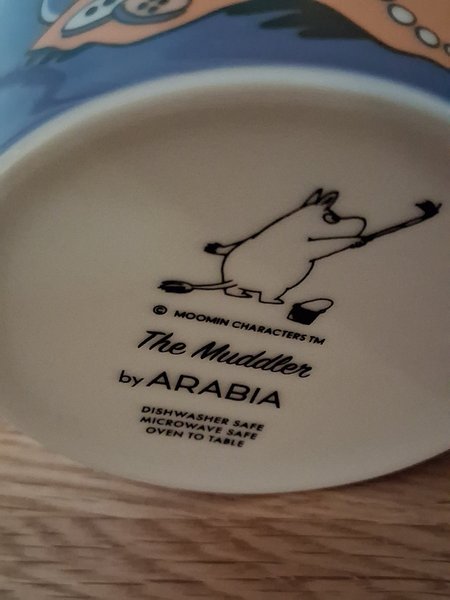 © MOOMIN CHARACTERS™
The Muddler
by ARABIA
DISHWASHER SAFE
MICROWAVE SAFE
OVEN TO TABLE